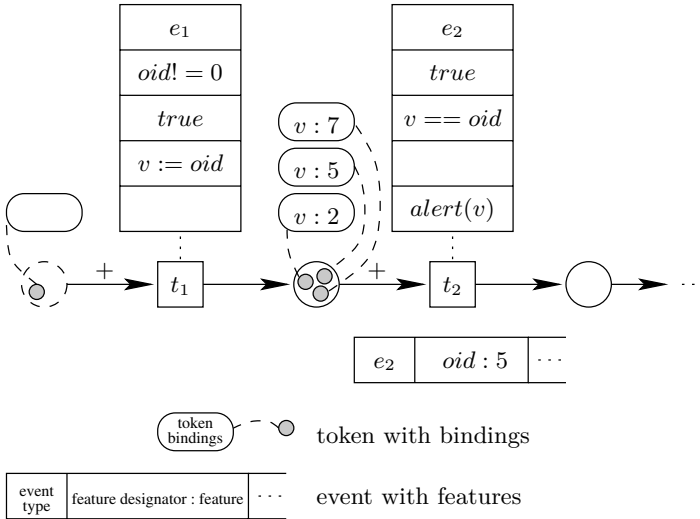 e1
oid! = 0
true
v := oid
e2
true
v == oid
alert(v)
v : 7
v : 5
v : 2
+
t1
+
t2
· ·
e2 oid : 5 · · ·
token
bindings
token with bindings
event
type
feature designator : feature · · ·
event with features